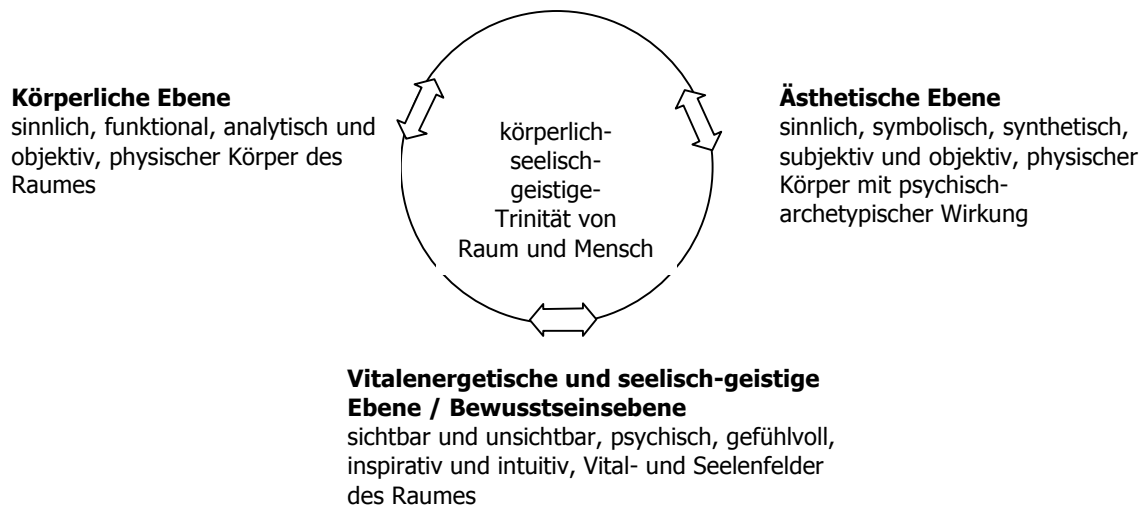 Körperliche Ebene
sinnlich, funktional, analytisch und
objektiv, physischer Körper des
Raumes
körperlich-
seelisch-
geistige-
Trinität von
Raum und Mensch
Ästhetische Ebene
sinnlich, symbolisch, synthetisch,
subjektiv und objektiv, physischer
Körper mit psychisch-
archetypischer Wirkung
Vitalenergetische und seelisch-geistige
Ebene / Bewusstseinsebene
sichtbar und unsichtbar, psychisch, gefühlvoll,
inspirativ und intuitiv, Vital- und Seelenfelder
des Raumes